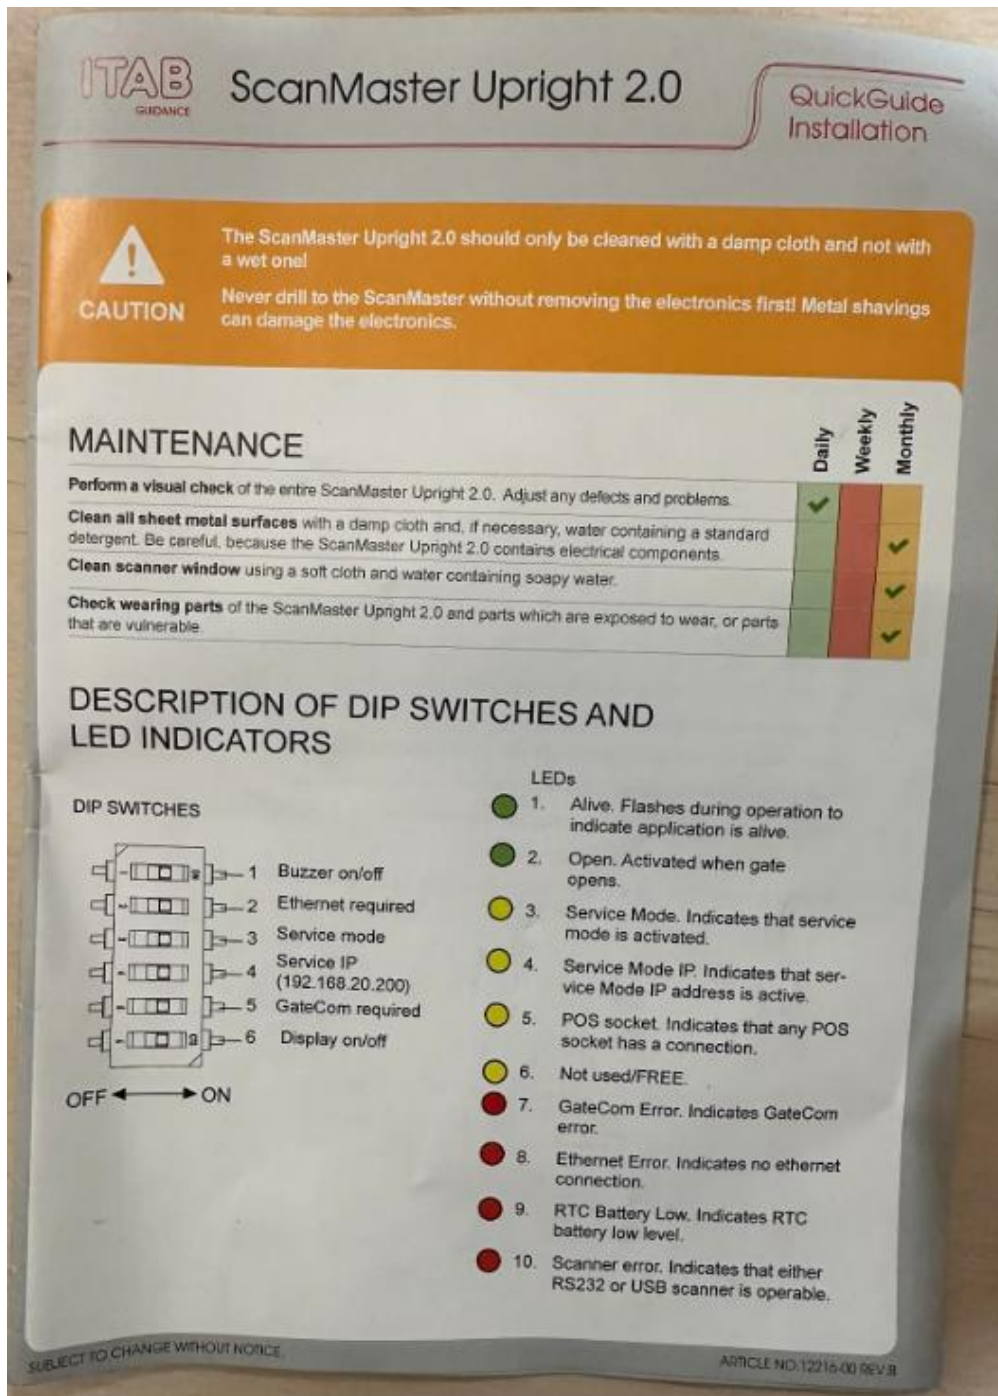 ITAB
GUIDANCE
ScanMaster Upright 2.0
QuickGuide
Installation
CAUTION
The ScanMaster Upright 2.0 should only be cleaned with a damp cloth and not with
a wet one!
Never drill to the ScanMaster without removing the electronics first! Metal shavings
can damage the electronics.
MAINTENANCE
Daily
Weekly
Monthly
Perform a visual check of the entire ScanMaster Upright 2.0. Adjust any defects and problems.
Clean all sheet metal surfaces with a damp cloth and, if necessary, water containing a standard
detergent. Be careful, because the ScanMaster Upright 2.0 contains electrical components.
Clean scanner window using a soft cloth and water containing soapy water.
Check wearing parts of the ScanMaster Upright 2.0 and parts which are exposed to wear, or parts
that are vulnerable.
DESCRIPTION OF DIP SWITCHES AND
LED INDICATORS
DIP SWITCHES
1 Buzzer on/off
2 Ethernet required
3 Service mode
4 Service IP
(192.168.20.200)
5 GateCom required
6 Display on/off
OFF ON
LEDs
1. Alive. Flashes during operation to
indicate application is alive.
2. Open. Activated when gate
opens.
3. Service Mode. Indicates that service
mode is activated.
4. Service Mode IP. Indicates that ser-
vice Mode IP address is active.
5. POS socket. Indicates that any POS
socket has a connection.
6. Not used/FREE.
7. GateCom Error. Indicates GateCom
error.
8. Ethernet Error. Indicates no ethernet
connection.
9. RTC Battery Low. Indicates RTC
battery low level.
10. Scanner error. Indicates that either
RS232 or USB scanner is operable.
SUBJECT TO CHANGE WITHOUT NOTICE.
ARTICLE NO:12216-00 REV:B